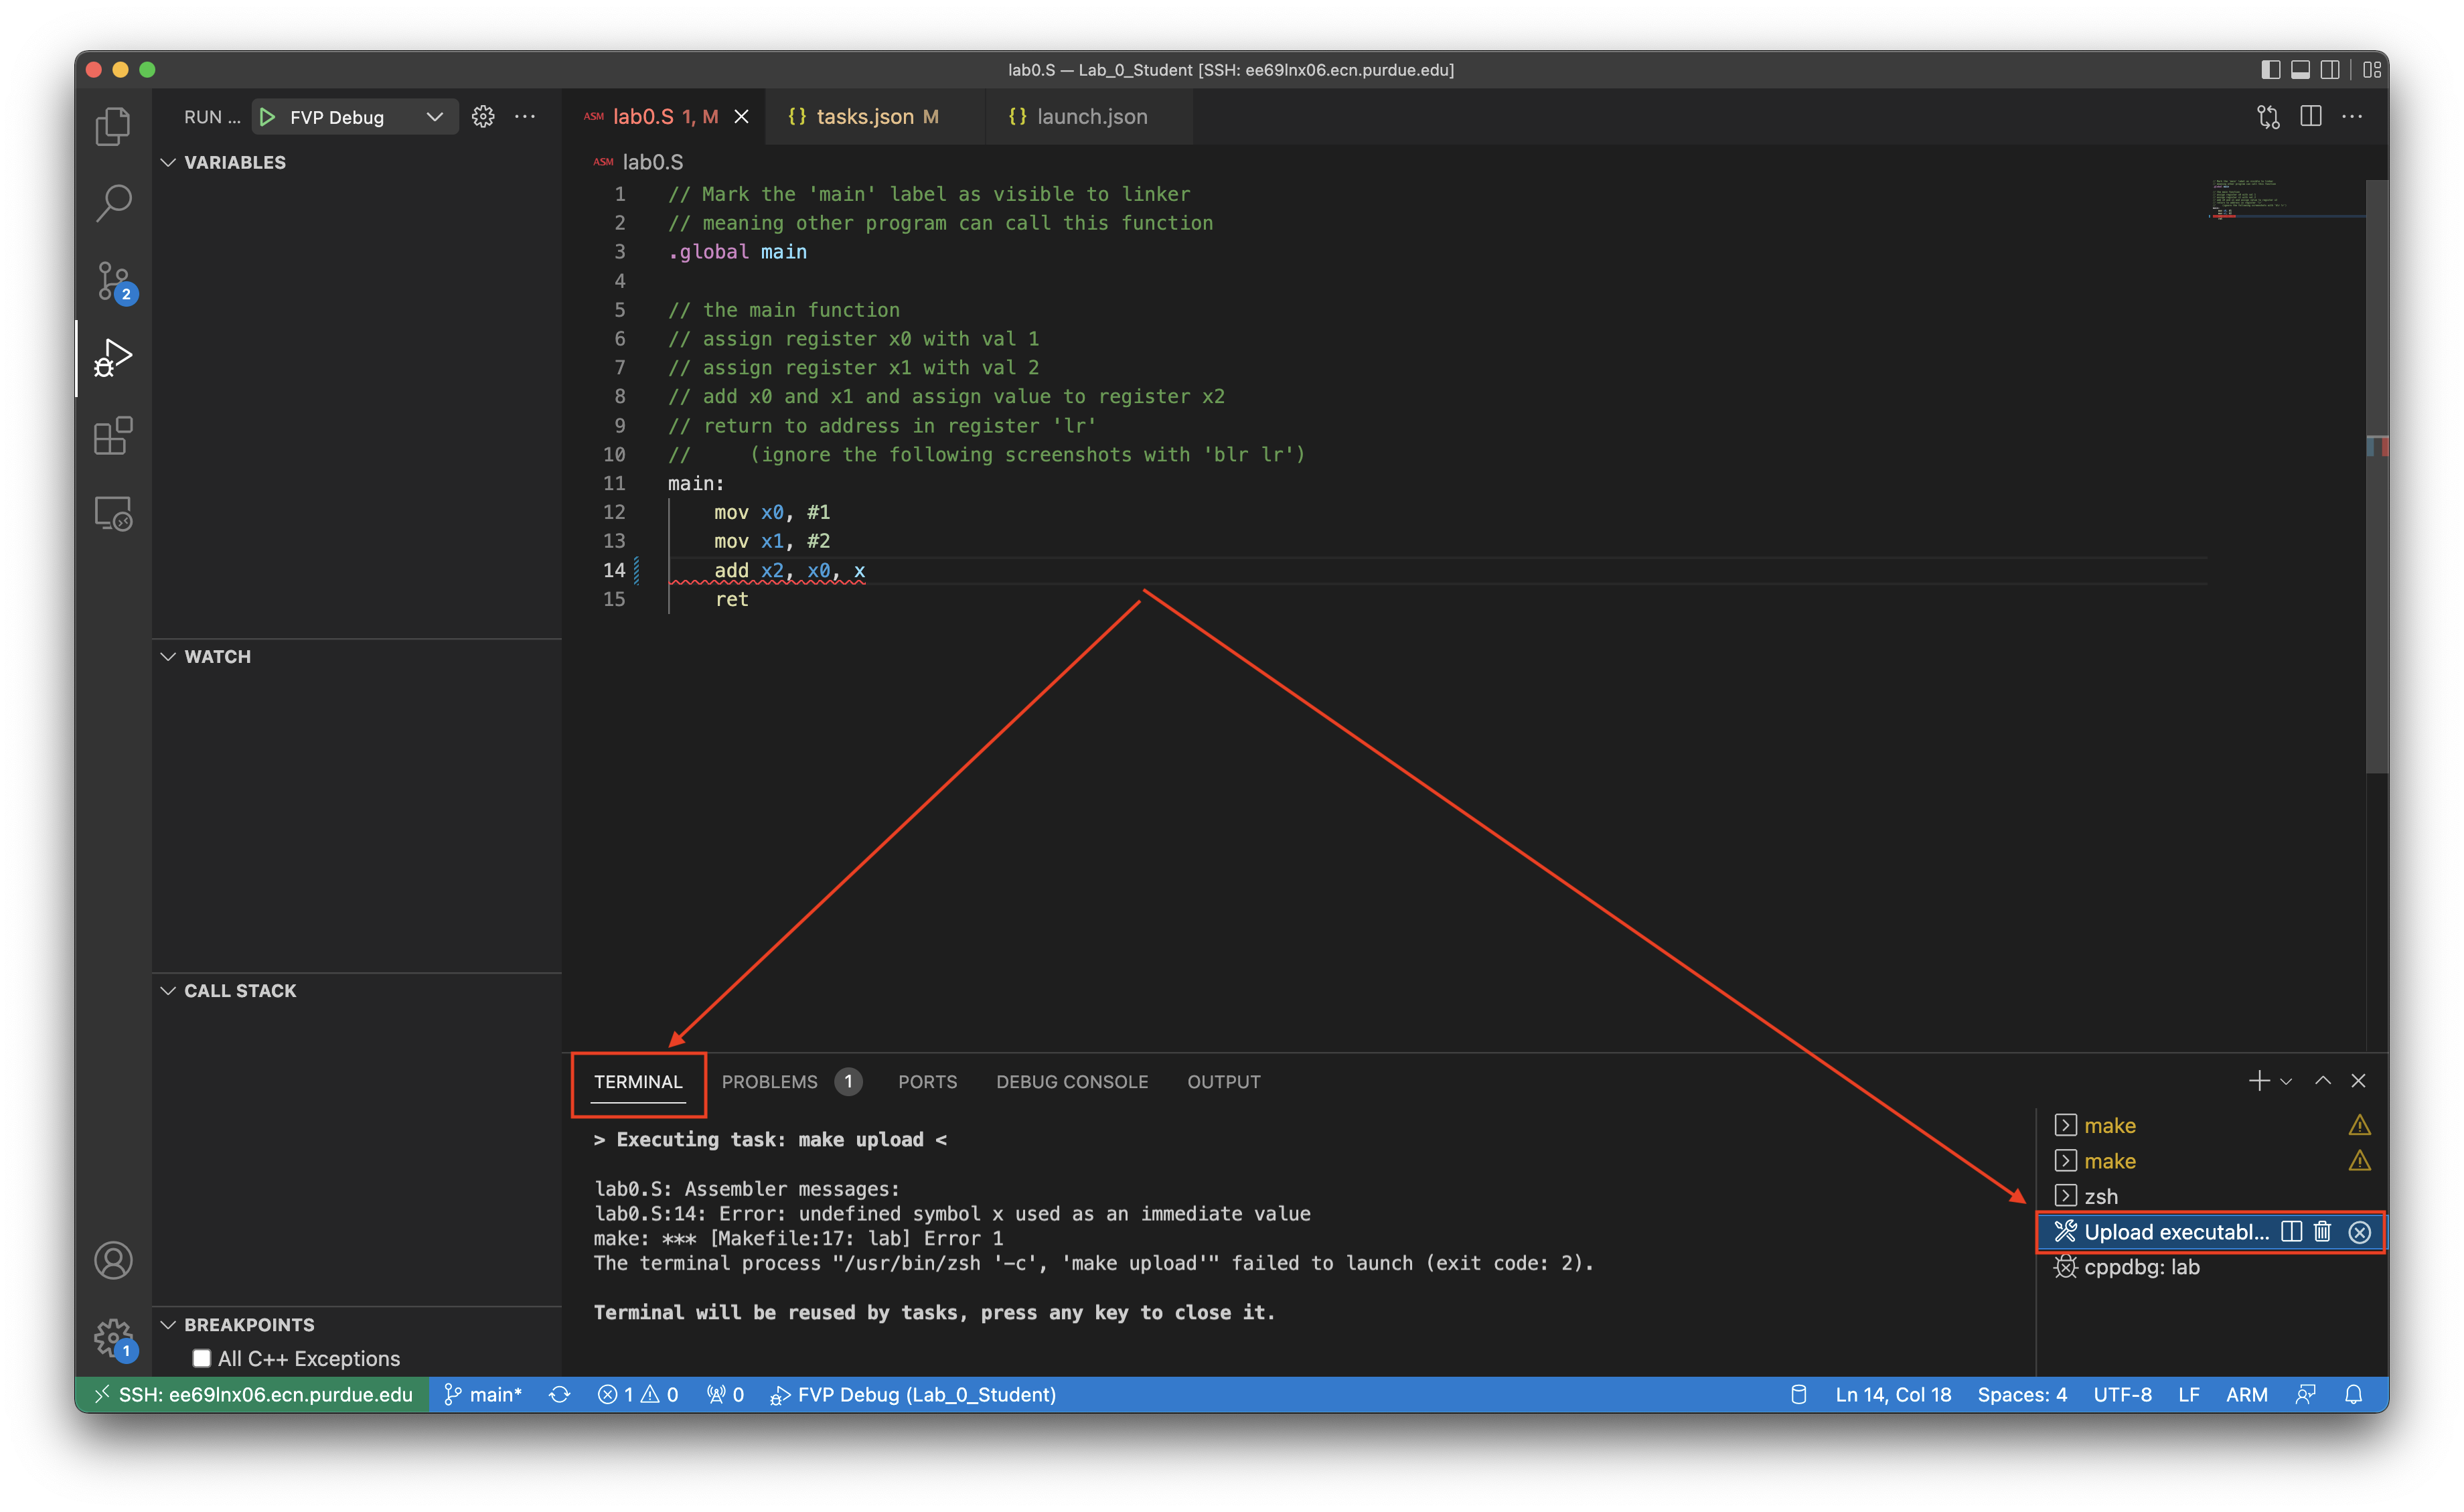 lab0.S — Lab_0_Student [SSH: ee69lnx06.ecn.purdue.edu]
RUN ...
FVP Debug
ASM lab0.S 1, M
{} tasks.json M
{} launch.json
2
VARIABLES
ASM lab0.S
1 // Mark the 'main' label as visible to linker
2 // meaning other program can call this function
3 .global main
4
5 // the main function
6 // assign register x0 with val 1
7 // assign register x1 with val 2
8 // add x0 and x1 and assign value to register x2
9 // return to address in register 'lr'
10 //     (ignore the following screenshots with 'blr lr')
11 main:
12     mov x0, #1
13     mov x1, #2
14     add x2, x0, x
15     ret
WATCH
CALL STACK
BREAKPOINTS
All C++ Exceptions
1
TERMINAL PROBLEMS 1 PORTS DEBUG CONSOLE OUTPUT
> Executing task: make upload <
lab0.S: Assembler messages:
lab0.S:14: Error: undefined symbol x used as an immediate value
make: *** [Makefile:17: lab] Error 1
The terminal process "/usr/bin/zsh '-c', 'make upload'" failed to launch (exit code: 2).
Terminal will be reused by tasks, press any key to close it.
make
make
zsh
Upload executabl...
cppdbg: lab
SSH: ee69lnx06.ecn.purdue.edu main* 1 0 0 FVP Debug (Lab_0_Student) Ln 14, Col 18 Spaces: 4 UTF-8 LF ARM